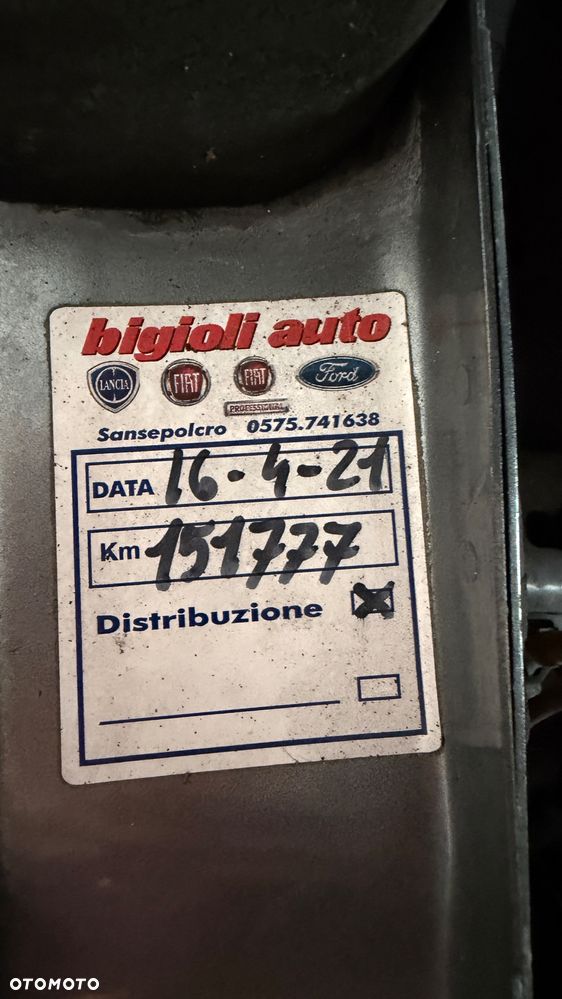 bigioli auto
LANCIA FIAT FIAT Ford
PROFESSIONAL
Sansepolcro 0575.741638
DATA 16-4-21
Km 151777
Distribuzione
OTOMOTO